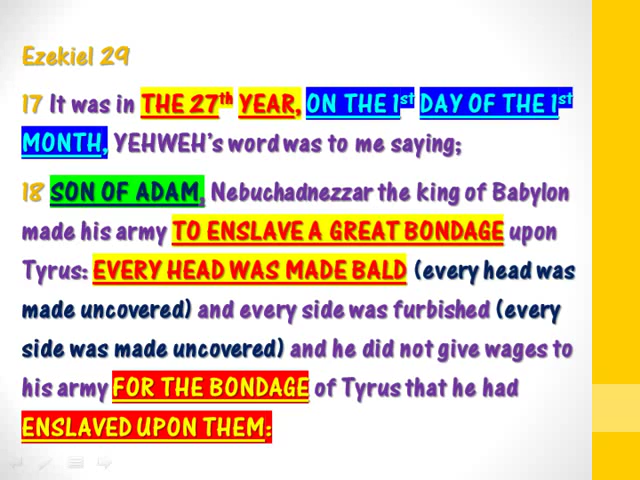 Ezekiel 29
17 It was in THE 27th YEAR, ON THE 1st DAY OF THE 1st
MONTH, YEHWEH's word was to me saying;
18 SON OF ADAM, Nebuchadnezzar the king of Babylon
made his army TO ENSLAVE A GREAT BONDAGE upon
Tyrus: EVERY HEAD WAS MADE BALD (every head was
made uncovered) and every side was furbished (every
side was made uncovered) and he did not give wages to
his army FOR THE BONDAGE of Tyrus that he had
ENSLAVED UPON THEM: